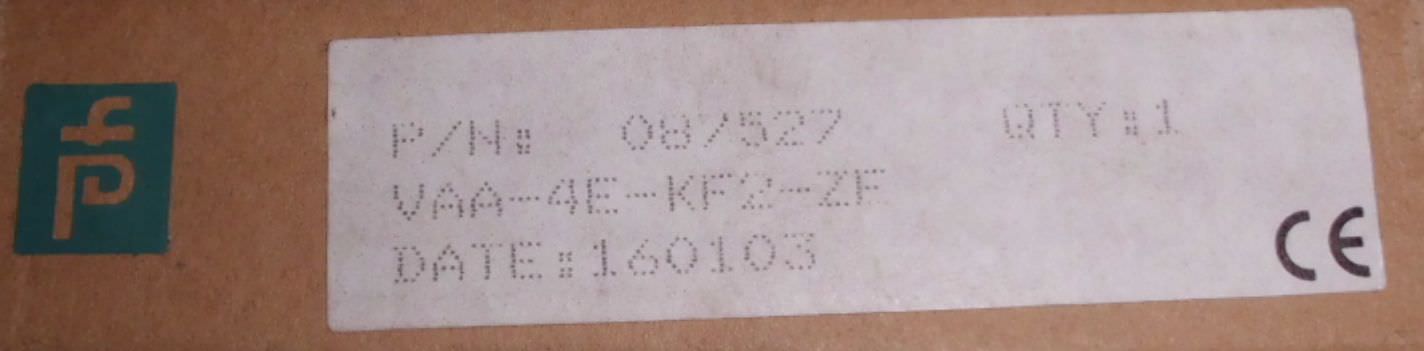 P/N: 087527 QTY:1
VAA-4E-KF2-ZE
DATE:160103
CE